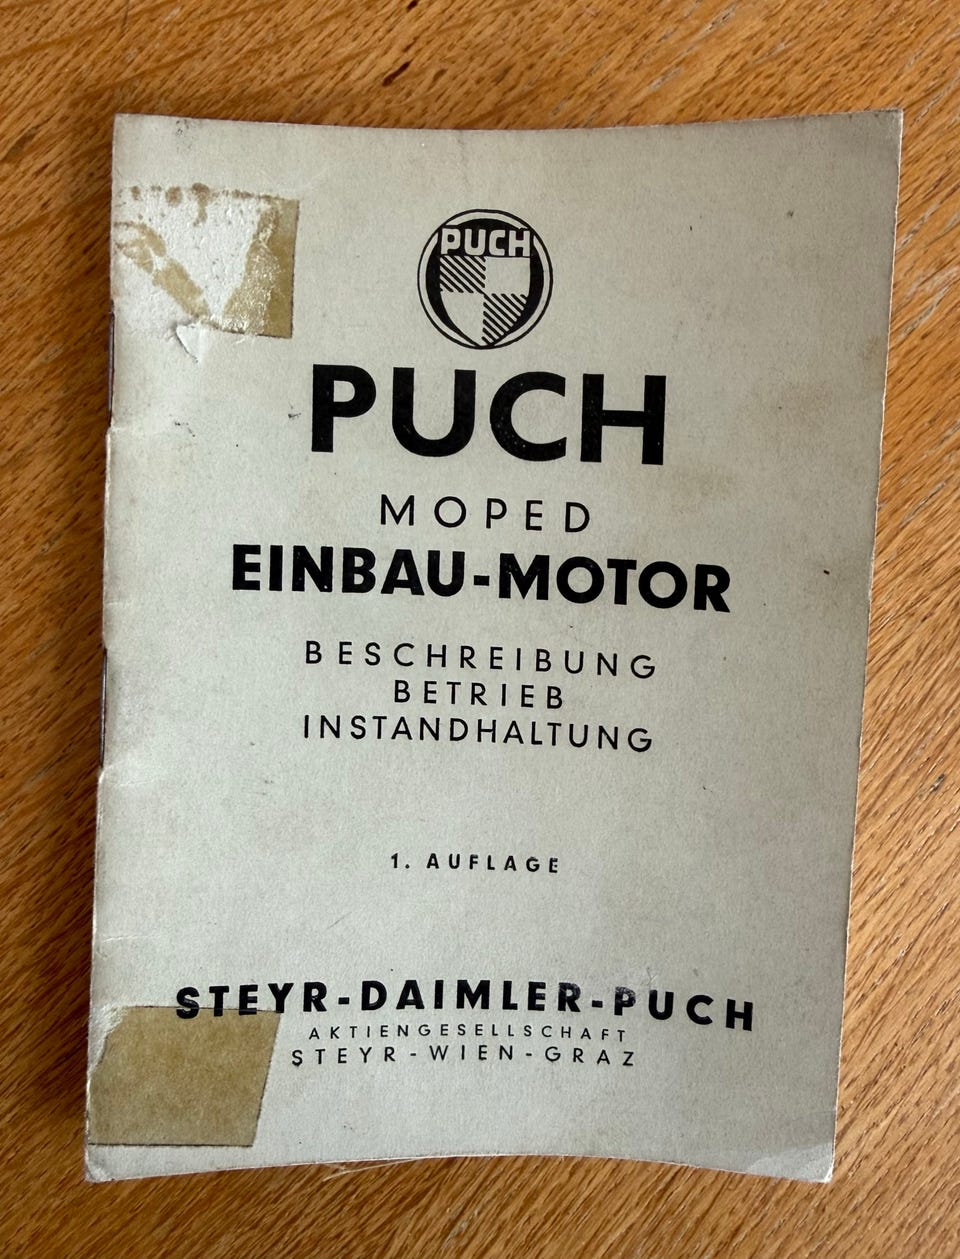 PUCH
PUCH
MOPED
EINBAU-MOTOR
BESCHREIBUNG
BETRIEB
INSTANDHALTUNG
1. AUFLAGE
STEYR-DAIMLER-PUCH
AKTIENGESELLSCHAFT
STEYR-WIEN-GRAZ